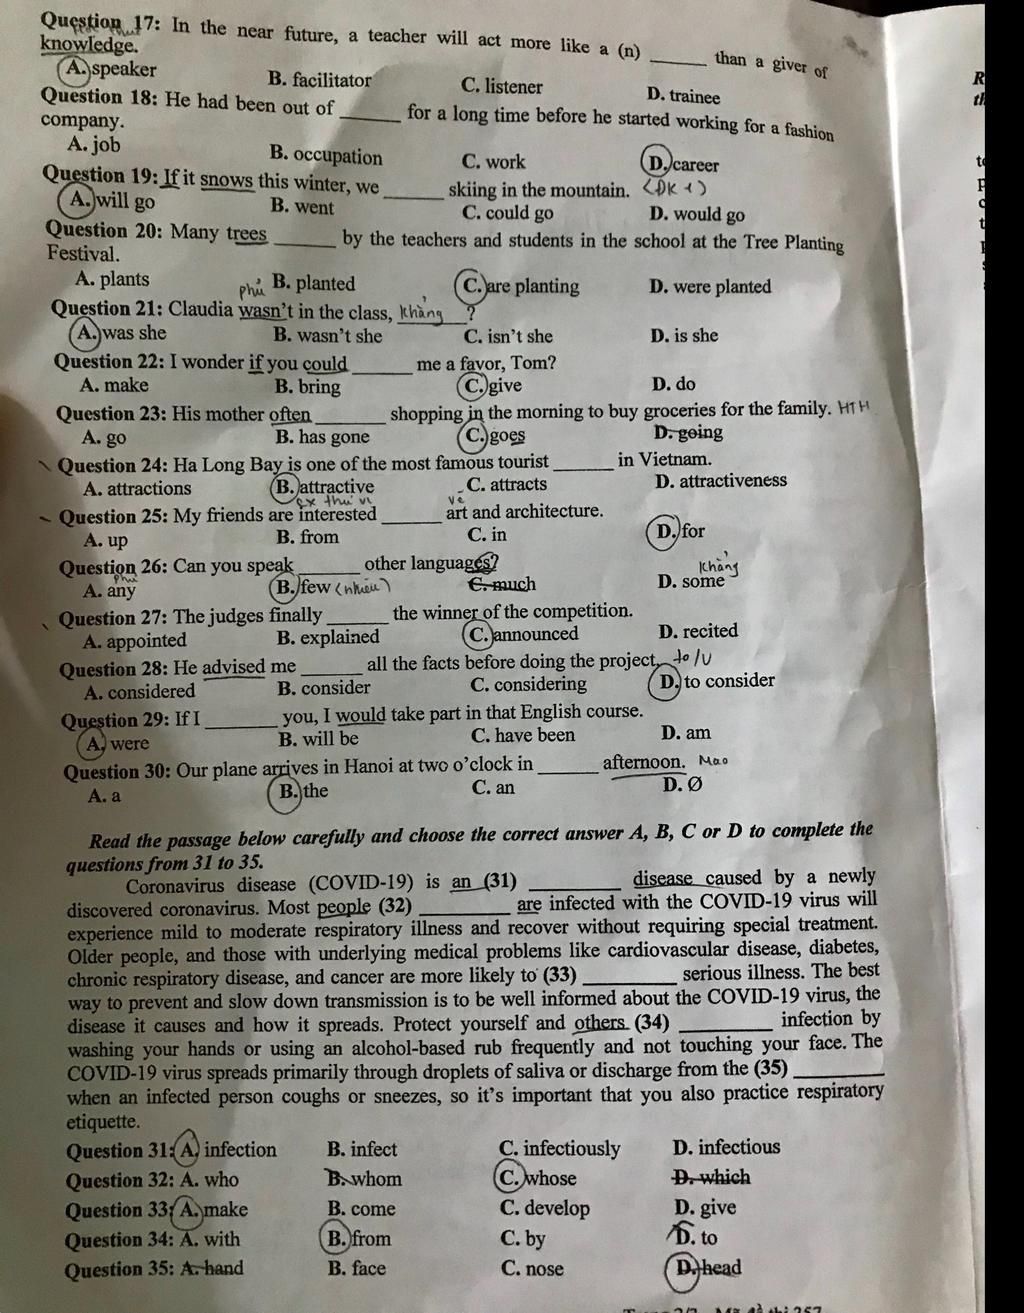 Question 17: In the near future, a teacher will act more like a (n) ______ than a giver of
knowledge.
A. speaker B. facilitator C. listener D. trainee
Question 18: He had been out of ______ for a long time before he started working for a fashion
company.
A. job B. occupation C. work D. career
Question 19: If it snows this winter, we ______ skiing in the mountain. (ĐK 1)
A. will go B. went C. could go D. would go
Question 20: Many trees ______ by the teachers and students in the school at the Tree Planting
Festival.
A. plants B. planted C. are planting D. were planted
phủ
Question 21: Claudia wasn't in the class, khẳng ?
A. was she B. wasn't she C. isn't she D. is she
Question 22: I wonder if you could ______ me a favor, Tom?
A. make B. bring C. give D. do
Question 23: His mother often ______ shopping in the morning to buy groceries for the family. HTH
A. go B. has gone C. goes D. going
Question 24: Ha Long Bay is one of the most famous tourist ______ in Vietnam.
A. attractions B. attractive C. attracts D. attractiveness
về
Question 25: My friends are interested ______ art and architecture.
A. up B. from C. in D. for
Question 26: Can you speak ______ other languages?
phủ khẳng
A. any B. few (nhiều) C. much D. some
Question 27: The judges finally ______ the winner of the competition.
A. appointed B. explained C. announced D. recited
Question 28: He advised me ______ all the facts before doing the project. to/V
A. considered B. consider C. considering D. to consider
Question 29: If I ______ you, I would take part in that English course.
A. were B. will be C. have been D. am
Question 30: Our plane arrives in Hanoi at two o'clock in ______ afternoon. Mạo
A. a B. the C. an D. Ø
Read the passage below carefully and choose the correct answer A, B, C or D to complete the
questions from 31 to 35.
Coronavirus disease (COVID-19) is an (31) ______ disease caused by a newly
discovered coronavirus. Most people (32) ______ are infected with the COVID-19 virus will
experience mild to moderate respiratory illness and recover without requiring special treatment.
Older people, and those with underlying medical problems like cardiovascular disease, diabetes,
chronic respiratory disease, and cancer are more likely to (33) ______ serious illness. The best
way to prevent and slow down transmission is to be well informed about the COVID-19 virus, the
disease it causes and how it spreads. Protect yourself and others (34) ______ infection by
washing your hands or using an alcohol-based rub frequently and not touching your face. The
COVID-19 virus spreads primarily through droplets of saliva or discharge from the (35) ______
when an infected person coughs or sneezes, so it's important that you also practice respiratory
etiquette.
Question 31: A. infection B. infect C. infectiously D. infectious
Question 32: A. who B. whom C. whose D. which
Question 33: A. make B. come C. develop D. give
Question 34: A. with B. from C. by D. to
Question 35: A. hand B. face C. nose D. head